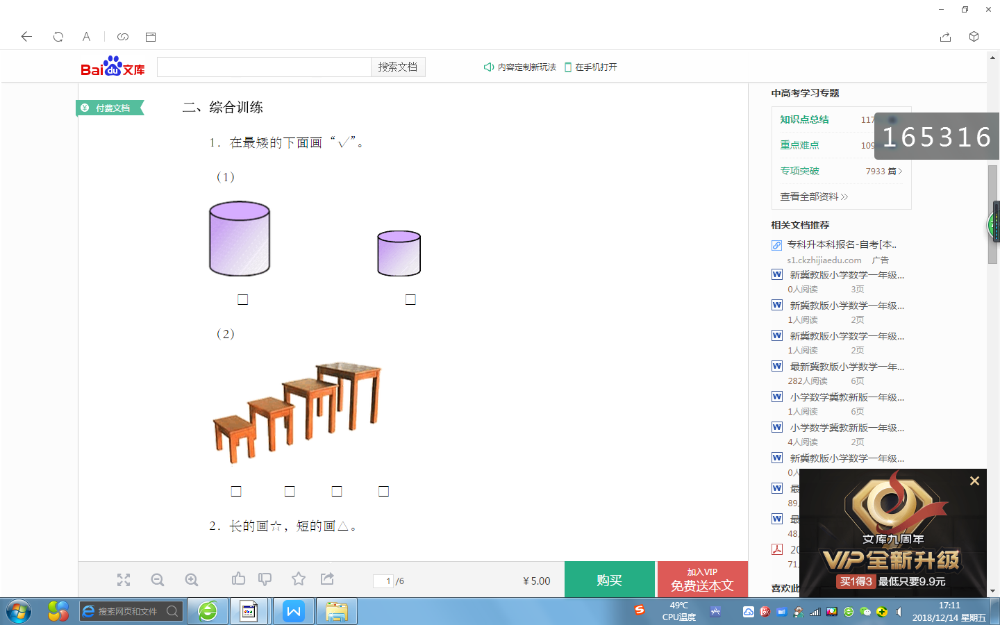 Baidu文库
搜索文档
内容定制新玩法
在手机打开
付费文档
二、综合训练
1．在最矮的下面画“√”。
（1）
□ □
（2）
□ □ □ □
2．长的画☆，短的画△。
中高考学习专题
知识点总结 117
重点难点 109
165316
专项突破 7933 篇
查看全部资料
相关文档推荐
专科升本科报名-自考[本..
s1.ckzhijiaedu.com 广告
新冀教版小学数学一年级...
0人阅读 3页
新冀教版小学数学一年级...
1人阅读 2页
新冀教版小学数学一年级...
1人阅读 2页
最新冀教版小学数学一年...
282人阅读 6页
小学数学冀教新版一年级...
1人阅读 6页
小学数学冀教新版一年级...
4人阅读 2页
新冀教版小学数学一年级...
0人
最
89
最
48
20
71
喜欢此
文库九周年
VIP全新升级
买1得3 最低只要9.9元
1 /6
¥5.00
购买
加入VIP
免费送本文
搜索网页和文件
49℃
CPU温度
17:11
2018/12/14 星期五